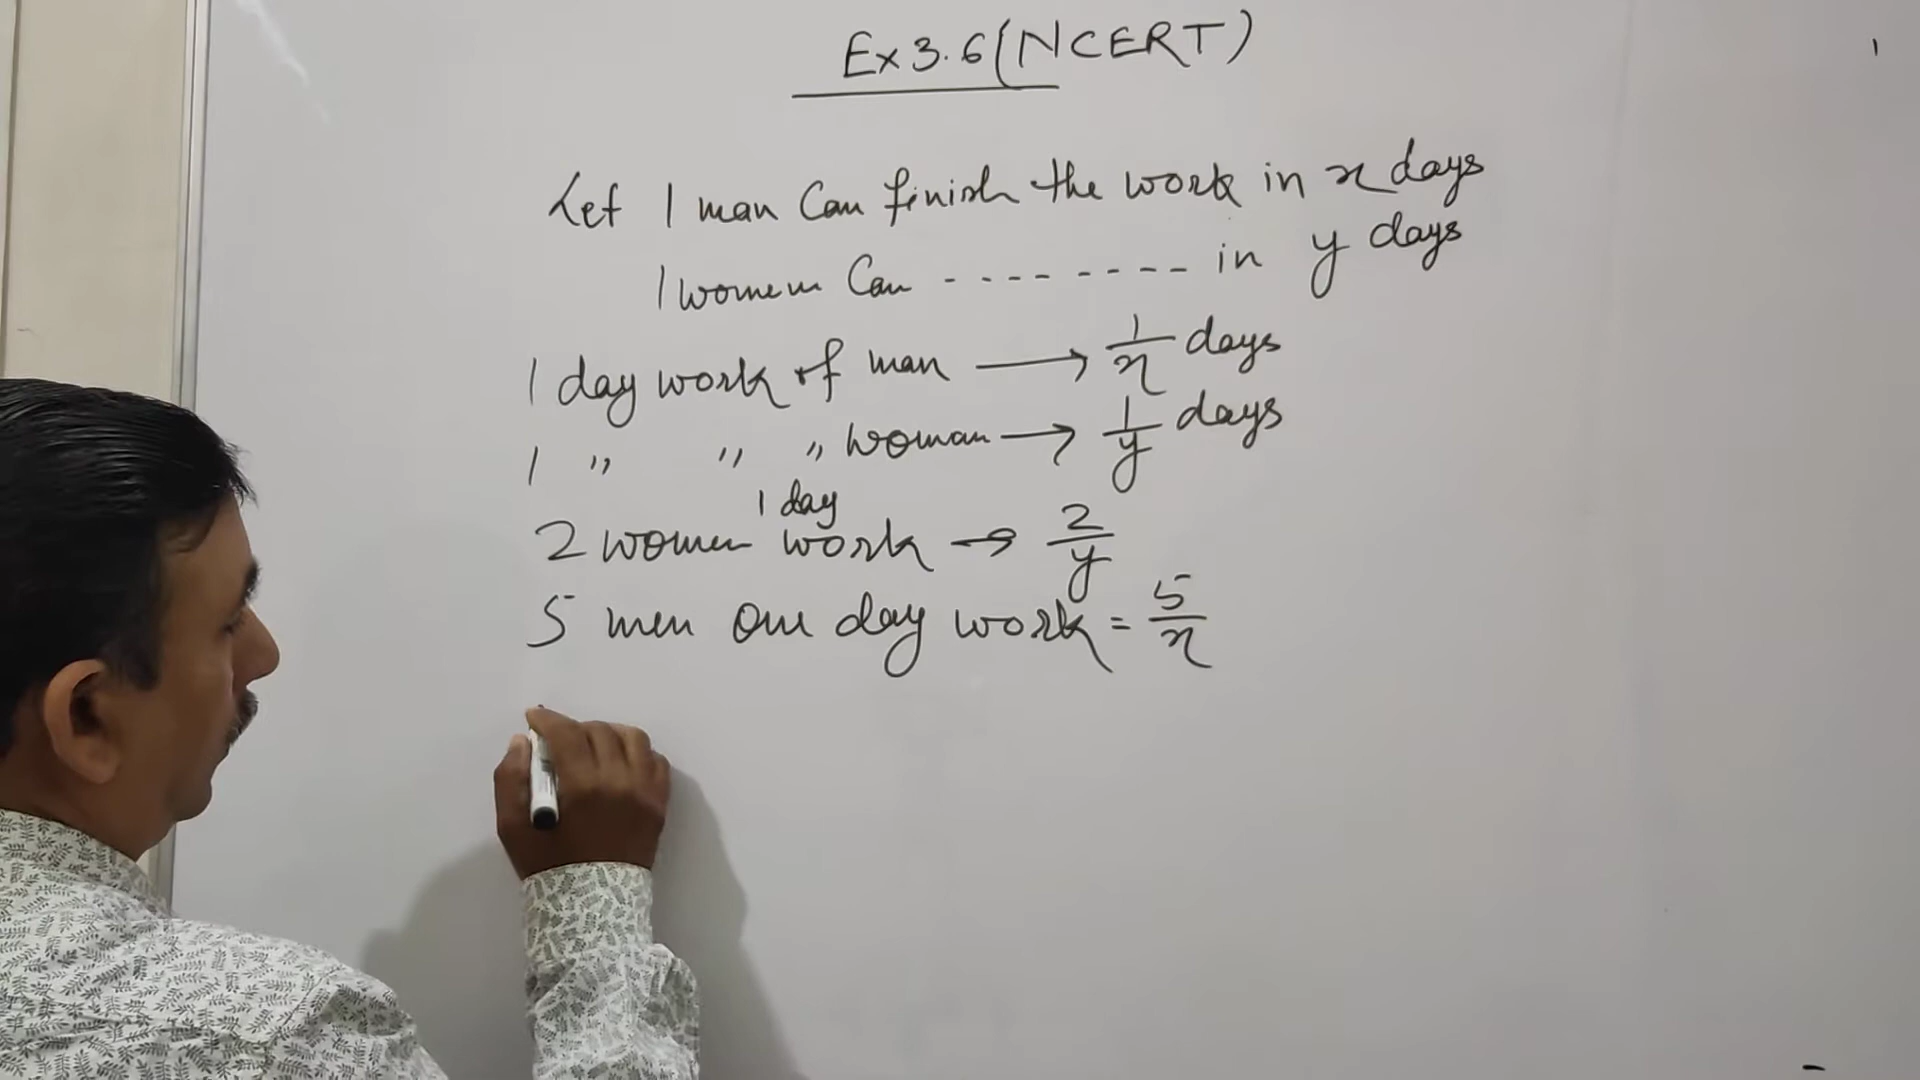 Ex 3.6 (NCERT)
Let 1 man Can finish the work in x days
1 women Can - - - - - - - - in y days
1 day work of man → 1/x days
1 " " " woman → 1/y days
1 day
2 women work → 2/y
5 men one day work = 5/x